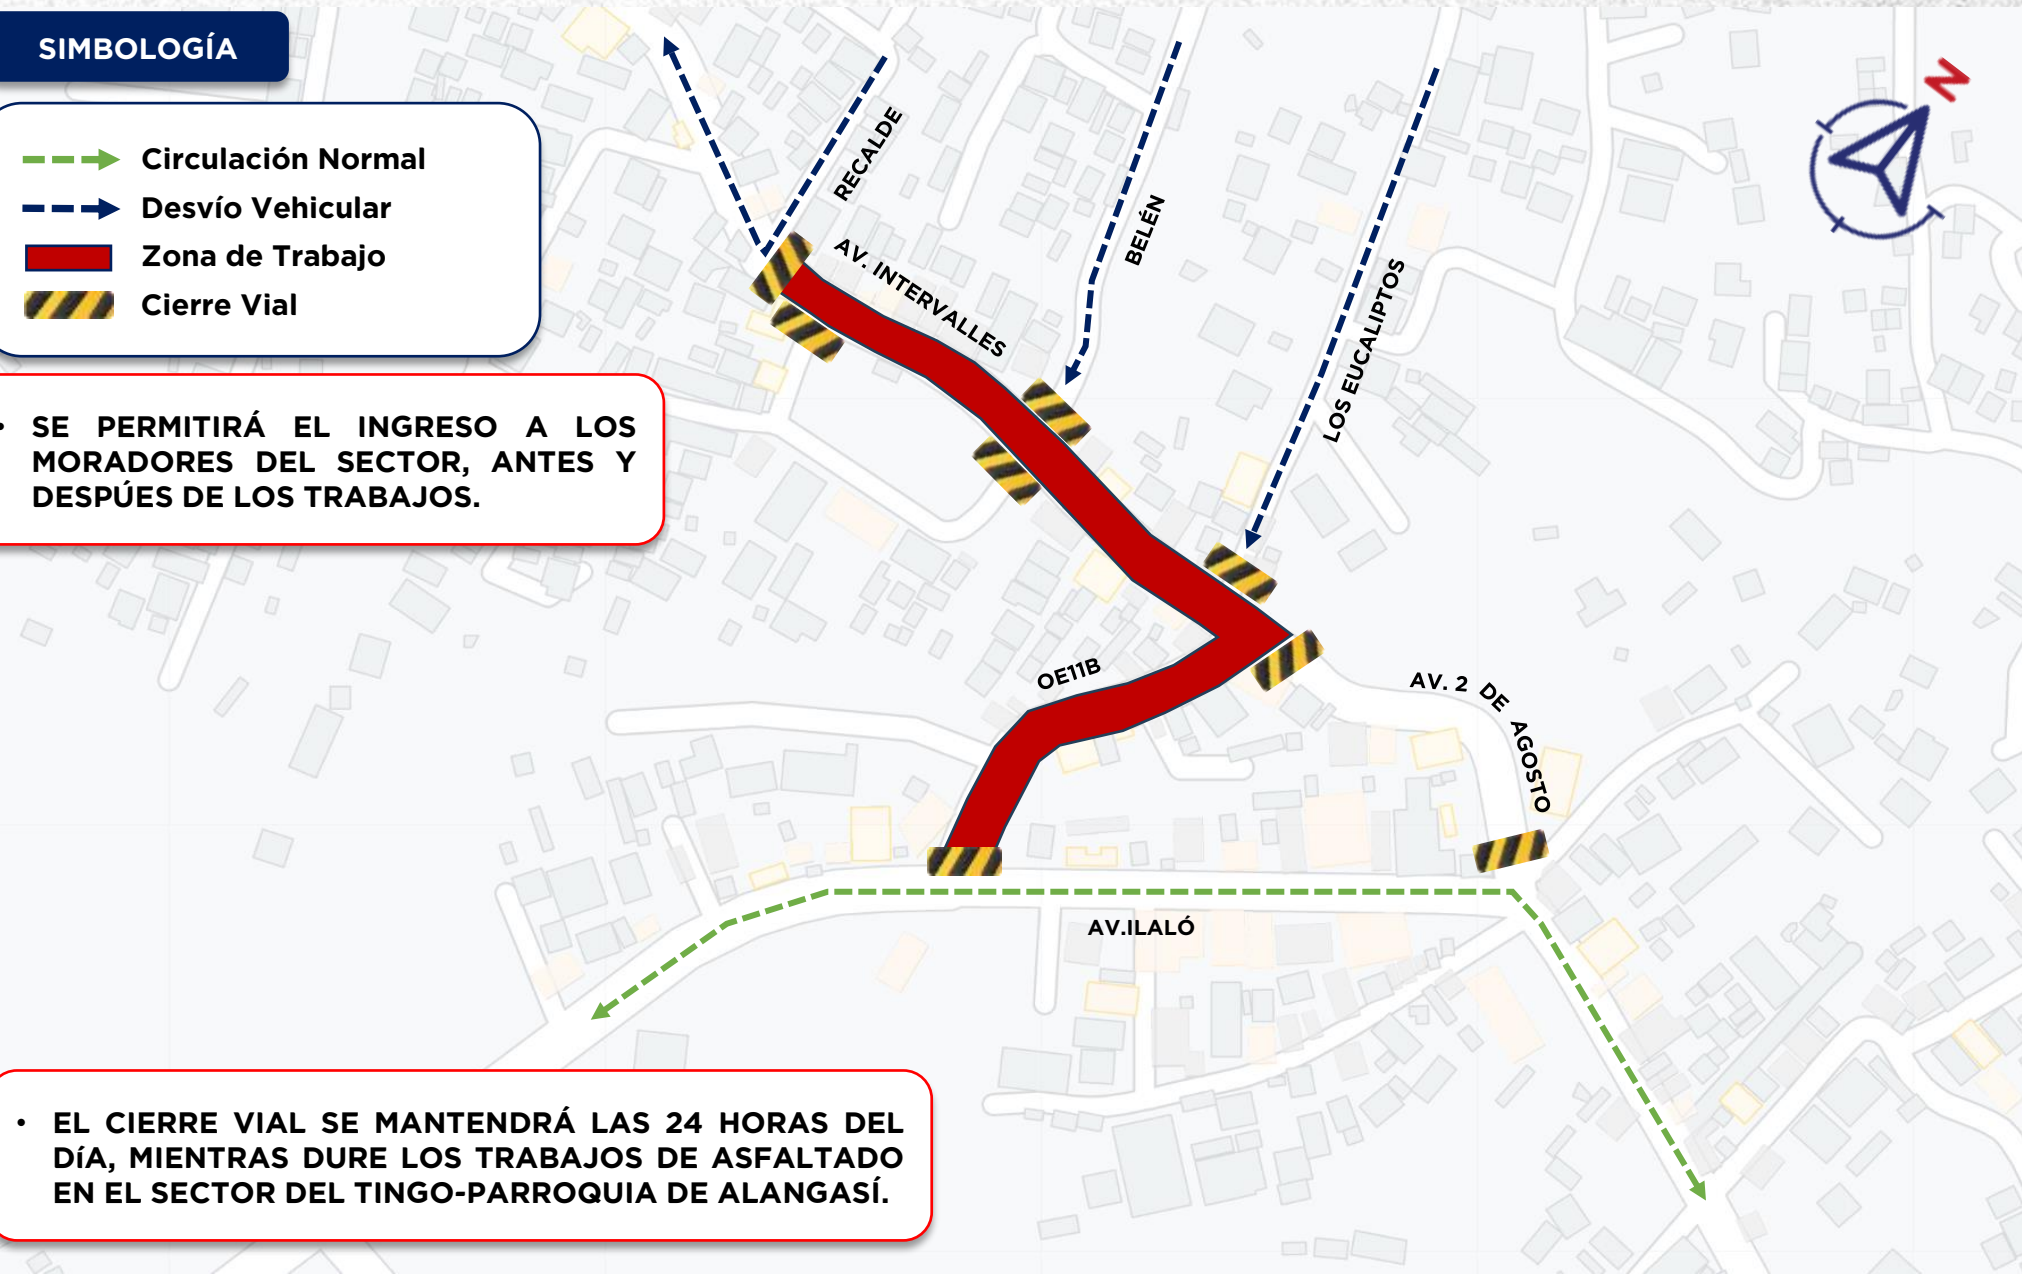 SIMBOLOGÍA
Circulación Normal
Desvío Vehicular
Zona de Trabajo
Cierre Vial
• SE PERMITIRÁ EL INGRESO A LOS
MORADORES DEL SECTOR, ANTES Y
DESPÚES DE LOS TRABAJOS.
N
RECALDE
AV. INTERVALLES
BELÉN
LOS EUCALIPTOS
OE11B
AV. 2 DE AGOSTO
AV.ILALÓ
• EL CIERRE VIAL SE MANTENDRÁ LAS 24 HORAS DEL
DíA, MIENTRAS DURE LOS TRABAJOS DE ASFALTADO
EN EL SECTOR DEL TINGO-PARROQUIA DE ALANGASÍ.